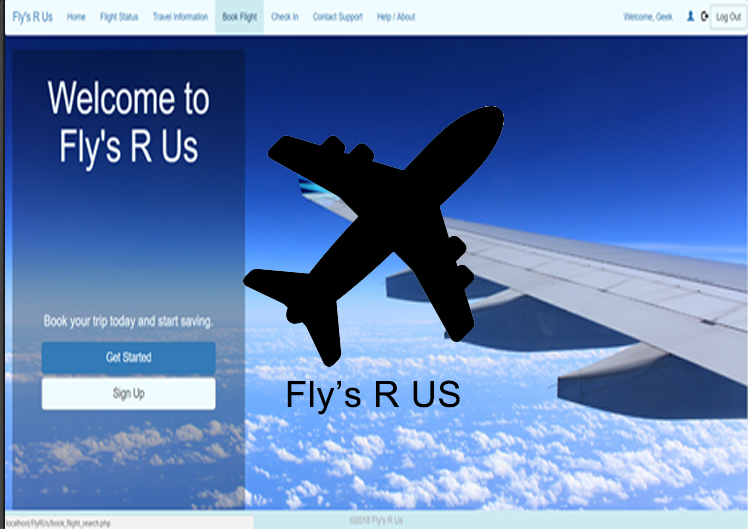 Fly's R Us Home Flight Status Travel Information Book Flight Check In Contact Support Help / About Welcome, Geek Log Out
Welcome to
Fly's R Us
Book your trip today and start saving.
Get Started
Sign Up
Fly’s R US
©2018 Fly's R Us
localhost/FlyRUs/book_flight_search.php